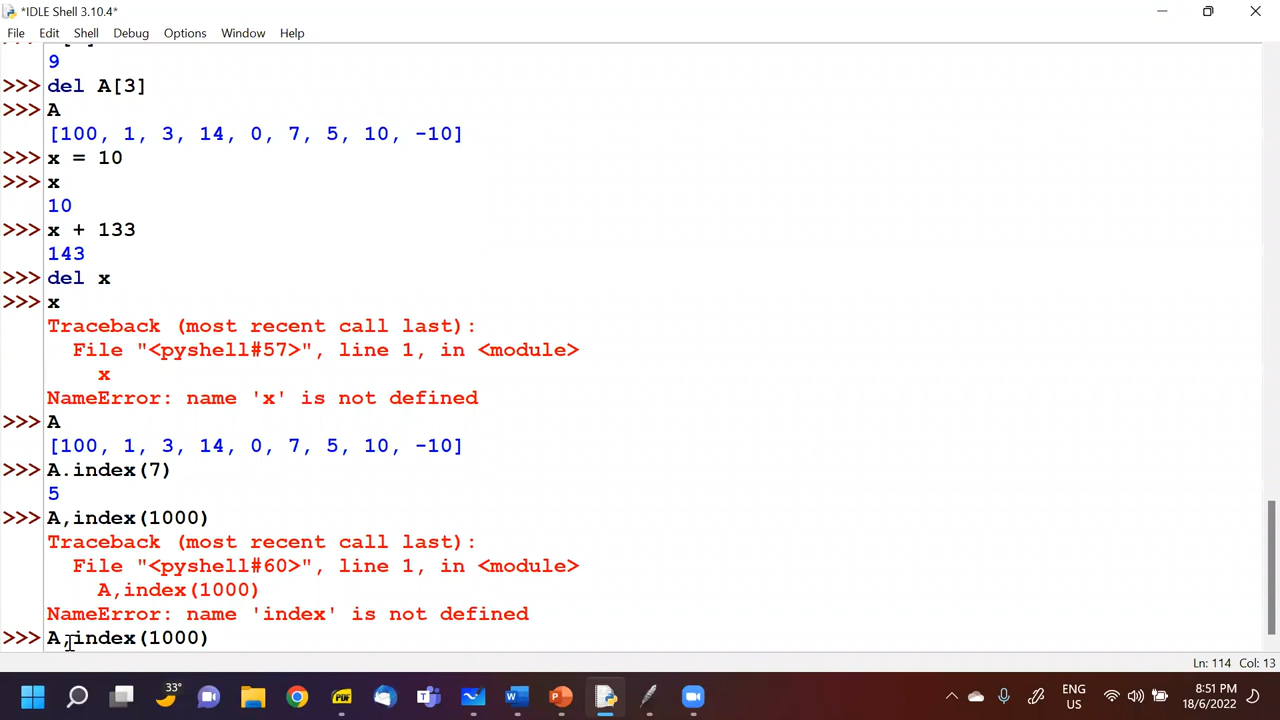 *IDLE Shell 3.10.4*
File Edit Shell Debug Options Window Help
9
>>> del A[3]
>>> A
[100, 1, 3, 14, 0, 7, 5, 10, -10]
>>> x = 10
>>> x
10
>>> x + 133
143
>>> del x
>>> x
Traceback (most recent call last):
File "<pyshell#57>", line 1, in <module>
x
NameError: name 'x' is not defined
>>> A
[100, 1, 3, 14, 0, 7, 5, 10, -10]
>>> A.index(7)
5
>>> A,index(1000)
Traceback (most recent call last):
File "<pyshell#60>", line 1, in <module>
A,index(1000)
NameError: name 'index' is not defined
>>> A,index(1000)
Ln: 114 Col: 13
33° PDF ENG 8:51 PM
US 18/6/2022